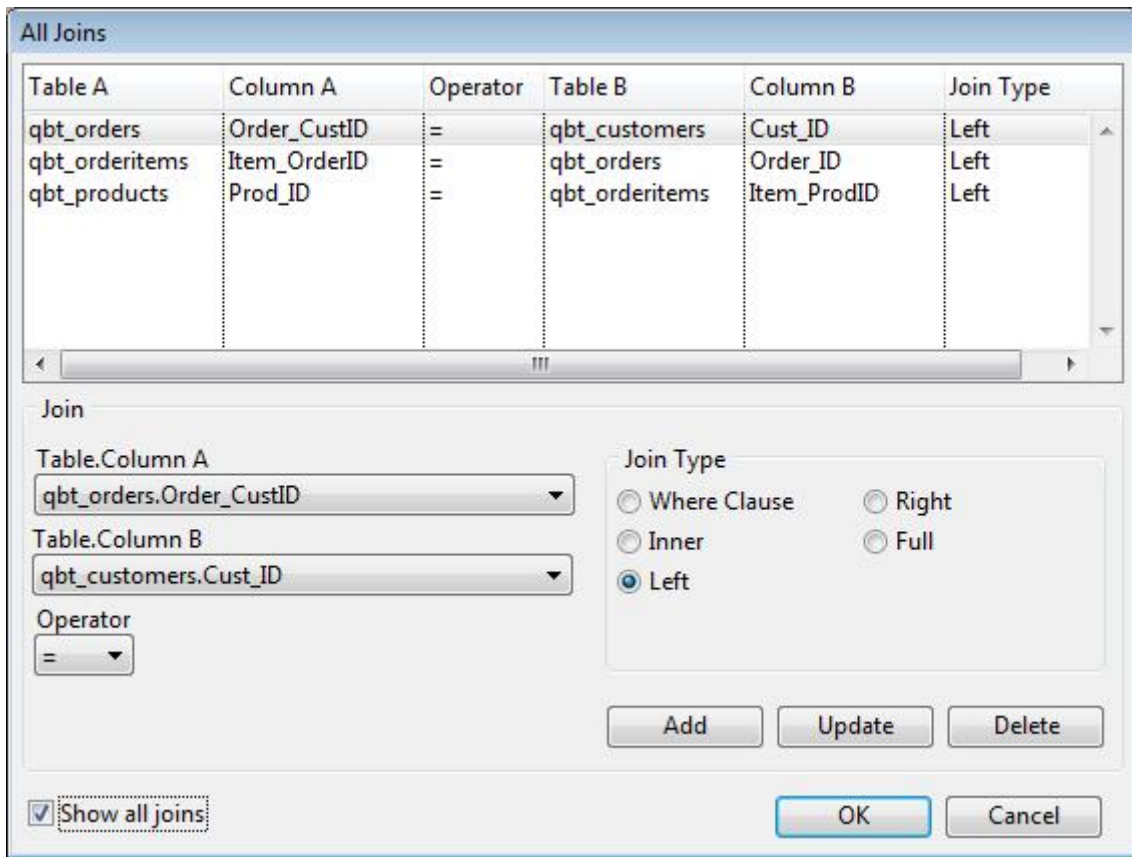 All Joins
Table A Column A Operator Table B Column B Join Type
qbt_orders Order_CustID = qbt_customers Cust_ID Left
qbt_orderitems Item_OrderID = qbt_orders Order_ID Left
qbt_products Prod_ID = qbt_orderitems Item_ProdID Left
Join
Table.Column A
qbt_orders.Order_CustID
Table.Column B
qbt_customers.Cust_ID
Operator
=
Join Type
Where Clause Right
Inner Full
Left
Add Update Delete
Show all joins OK Cancel